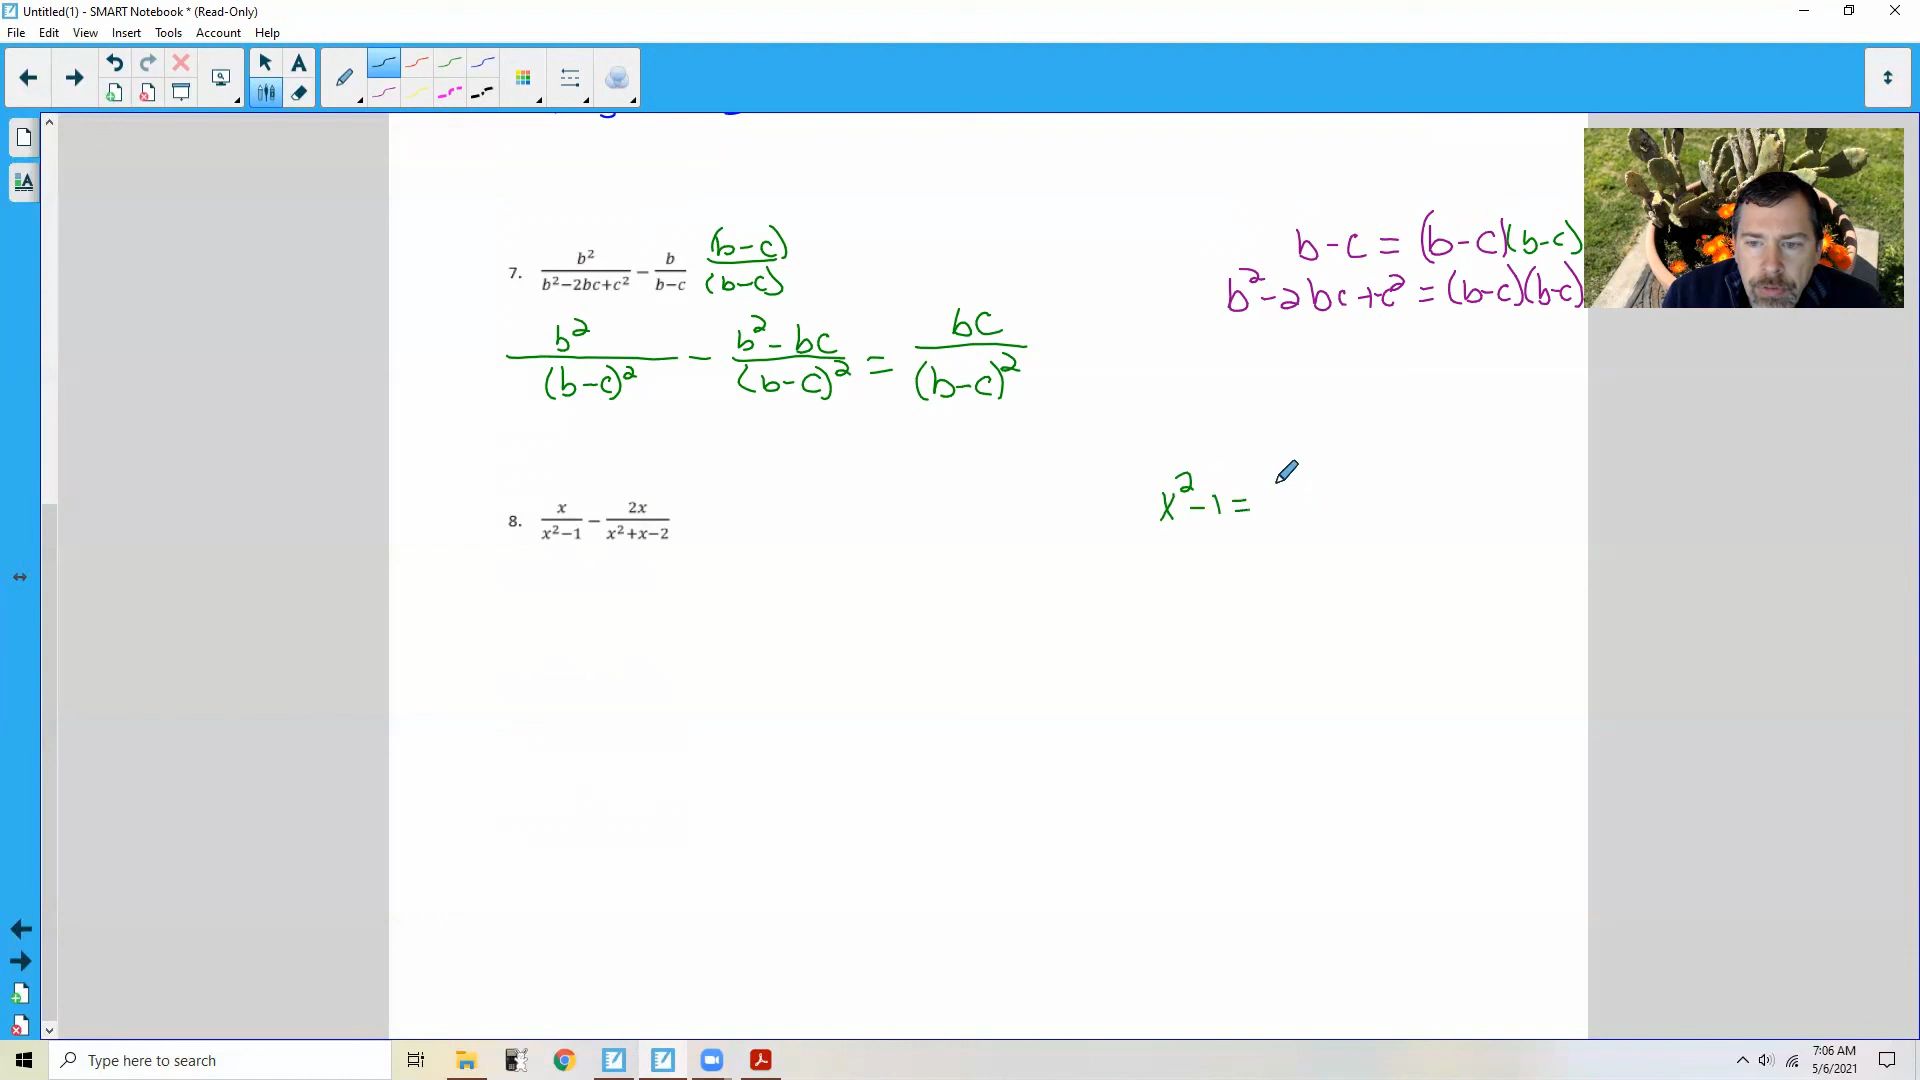 Untitled(1) - SMART Notebook * (Read-Only)
File Edit View Insert Tools Account Help
7. b²/(b²−2bc+c²) − b/(b−c) (b-c)/(b-c)
b-c = (b-c)(b-c)
b²-2bc+c² = (b-c)(b-c)
b²/(b-c)² - (b²-bc)/(b-c)² = bc/(b-c)²
x²-1=
8. x/(x²−1) − 2x/(x²+x−2)
Type here to search
7:06 AM
5/6/2021